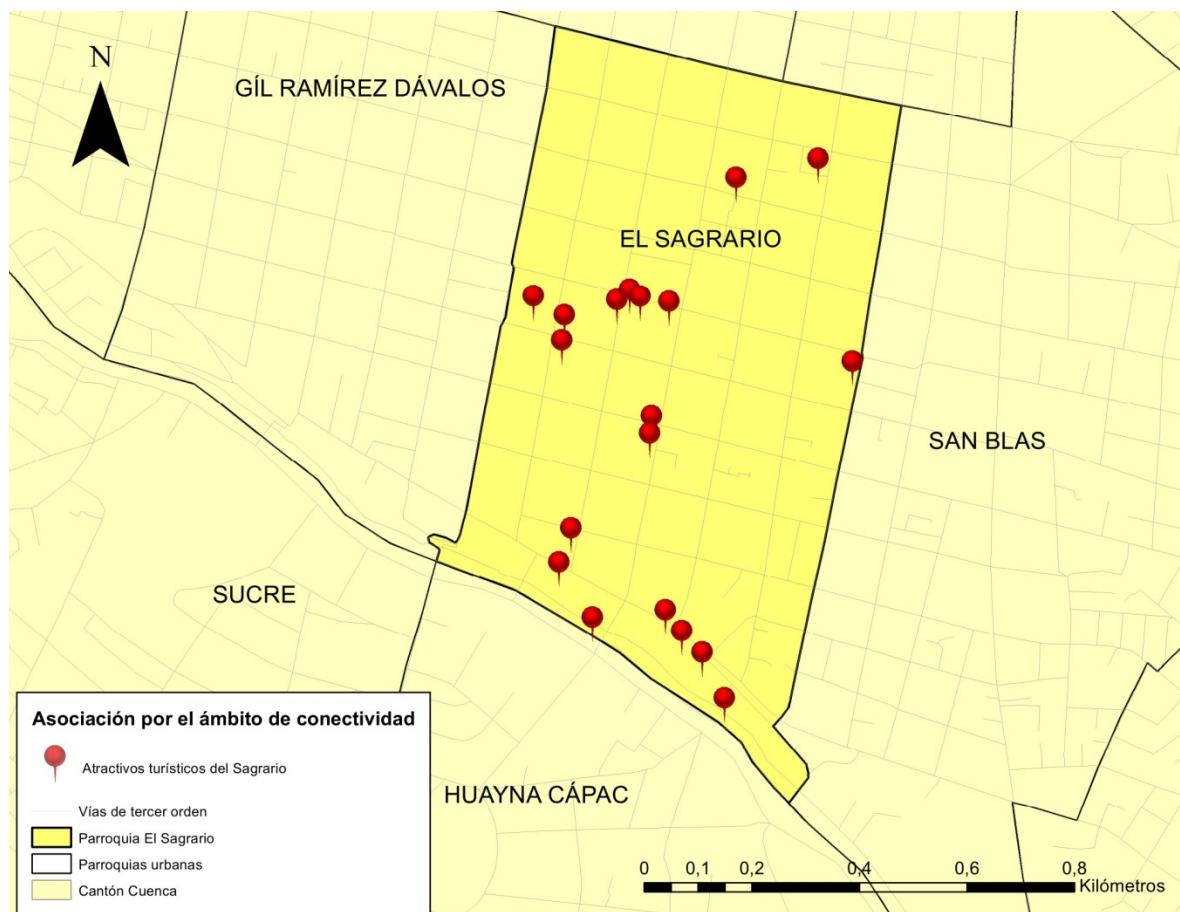 N
GÍL RAMÍREZ DÁVALOS
EL SAGRARIO
SAN BLAS
SUCRE
HUAYNA CÁPAC
Asociación por el ámbito de conectividad
Atractivos turísticos del Sagrario
Vías de tercer orden
Parroquia El Sagrario
Parroquias urbanas
Cantón Cuenca
0 0,1 0,2 0,4 0,6 0,8
Kilómetros